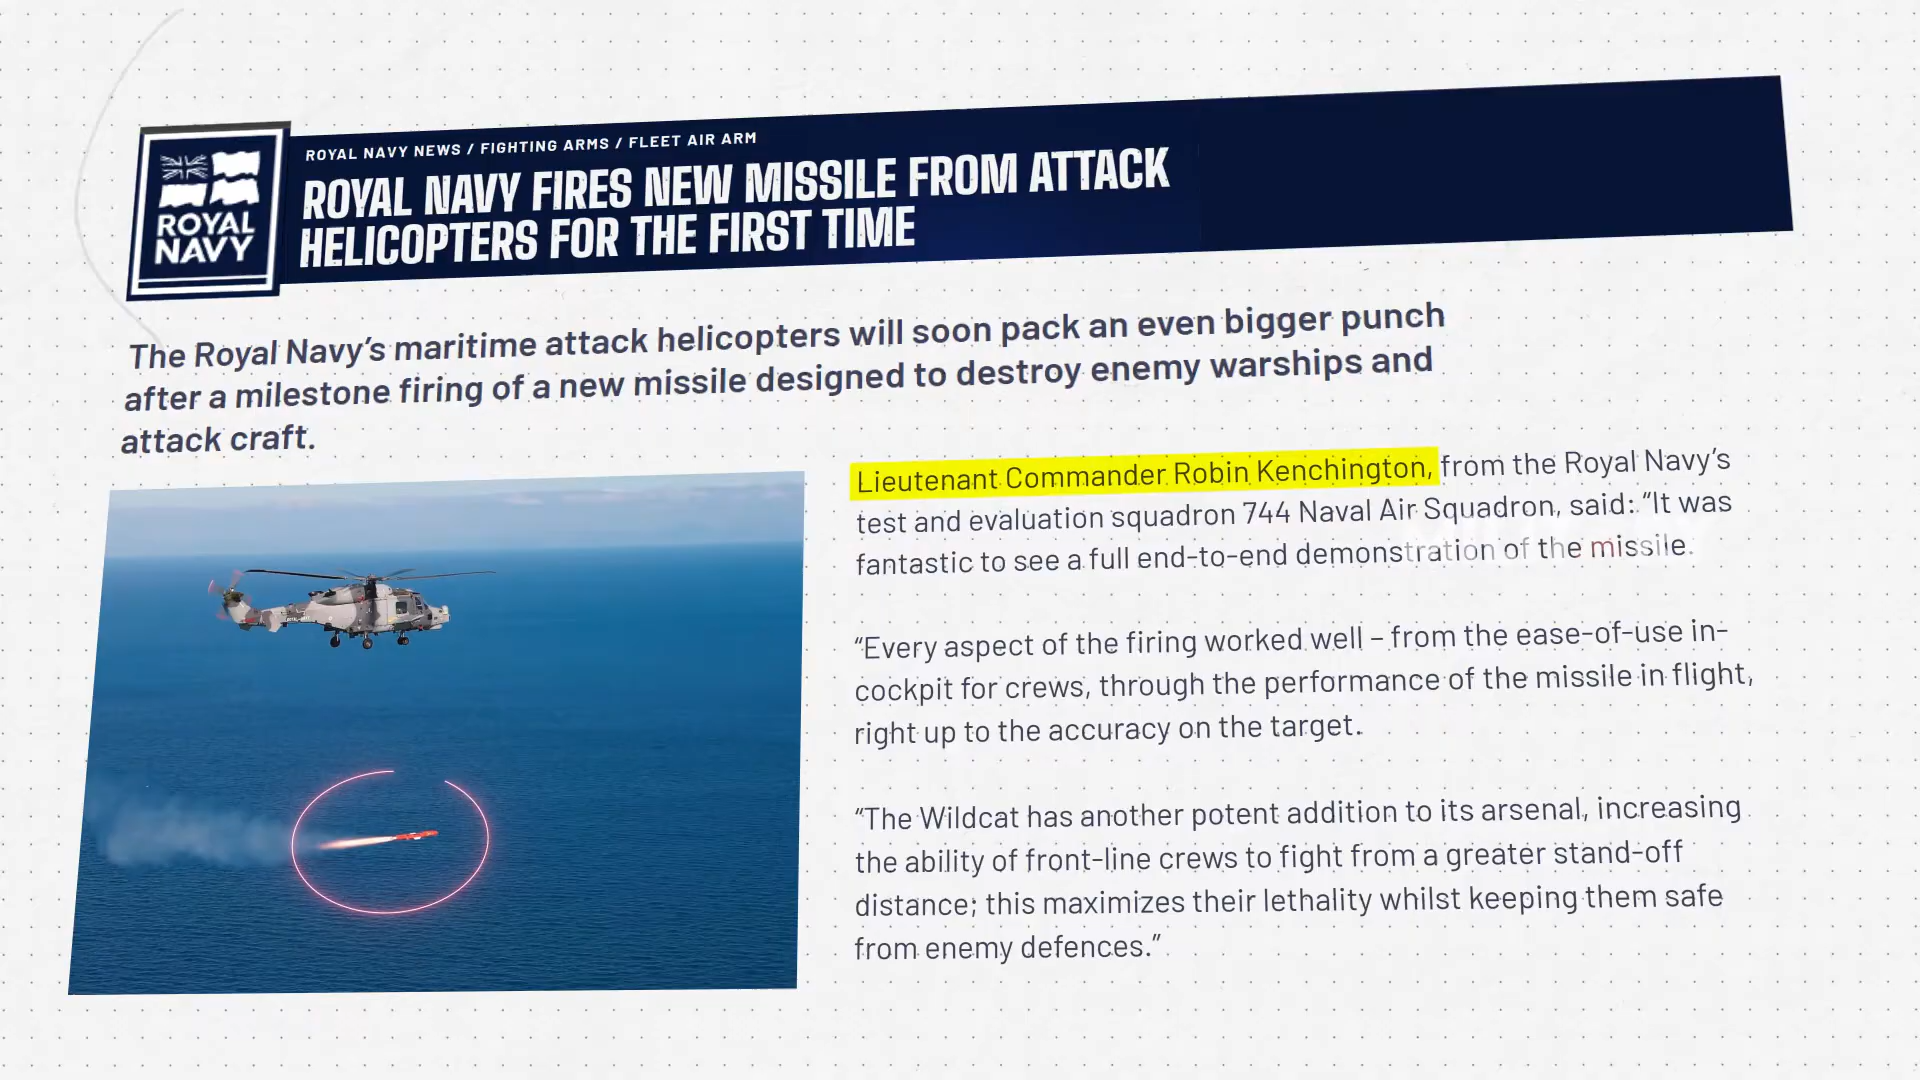 ROYAL NAVY
ROYAL NAVY NEWS / FIGHTING ARMS / FLEET AIR ARM
ROYAL NAVY FIRES NEW MISSILE FROM ATTACK
HELICOPTERS FOR THE FIRST TIME
The Royal Navy’s maritime attack helicopters will soon pack an even bigger punch
after a milestone firing of a new missile designed to destroy enemy warships and
attack craft.
Lieutenant Commander Robin Kenchington, from the Royal Navy’s
test and evaluation squadron 744 Naval Air Squadron, said: “It was
fantastic to see a full end-to-end demonstration of the missile.
“Every aspect of the firing worked well – from the ease-of-use in-
cockpit for crews, through the performance of the missile in flight,
right up to the accuracy on the target.
“The Wildcat has another potent addition to its arsenal, increasing
the ability of front-line crews to fight from a greater stand-off
distance; this maximizes their lethality whilst keeping them safe
from enemy defences.”